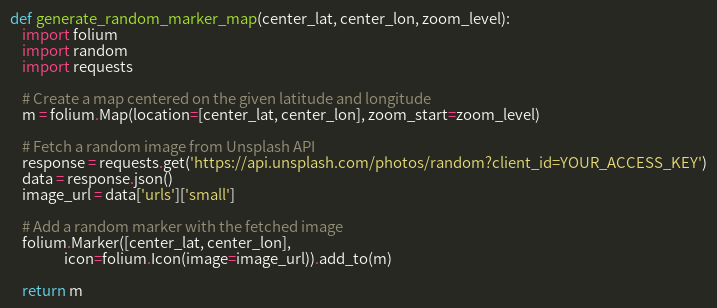 def generate_random_marker_map(center_lat, center_lon, zoom_level):
    import folium
    import random
    import requests

    # Create a map centered on the given latitude and longitude
    m = folium.Map(location=[center_lat, center_lon], zoom_start=zoom_level)

    # Fetch a random image from Unsplash API
    response = requests.get('https://api.unsplash.com/photos/random?client_id=YOUR_ACCESS_KEY')
    data = response.json()
    image_url = data['urls']['small']

    # Add a random marker with the fetched image
    folium.Marker([center_lat, center_lon],
                  icon=folium.Icon(image=image_url)).add_to(m)

    return m